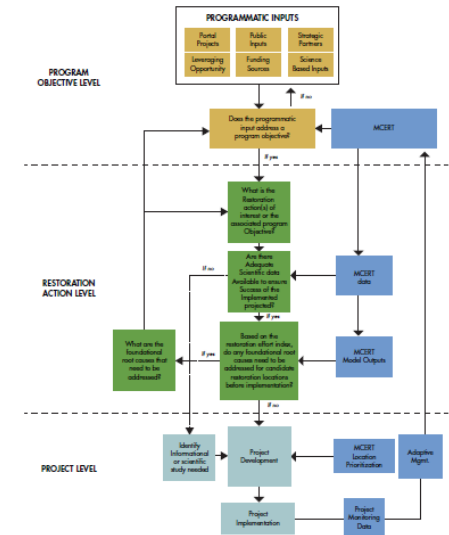 PROGRAMMATIC INPUTS
Portal
Projects
Public
Inputs
Strategic
Partners
Leveraging
Opportunity
Funding
Sources
Science
Based Inputs
PROGRAM
OBJECTIVE LEVEL
If no
Does the programmatic
input address a
program objective?
MCERT
If yes
What is the
Restoration
action(s) of
interest or the
associated program
Objective?
RESTORATION
ACTION LEVEL
If no
Are there
Adequate
Scientific data
Available to ensure
Success of the
Implemented
projected?
MCERT
data
If yes
What are the
foundational
root causes that
need to be
addressed?
If yes
Based on the
restoration effort index,
do any foundational root
causes need to be
addressed for candidate
restoration locations
before implementation?
MCERT
Model Outputs
If no
PROJECT LEVEL
Identify
Informational
or scientific
study needed
Project
Development
MCERT
Location
Prioritization
Adaptive
Mgmt.
Project
Implementation
Project
Monitoring
Data